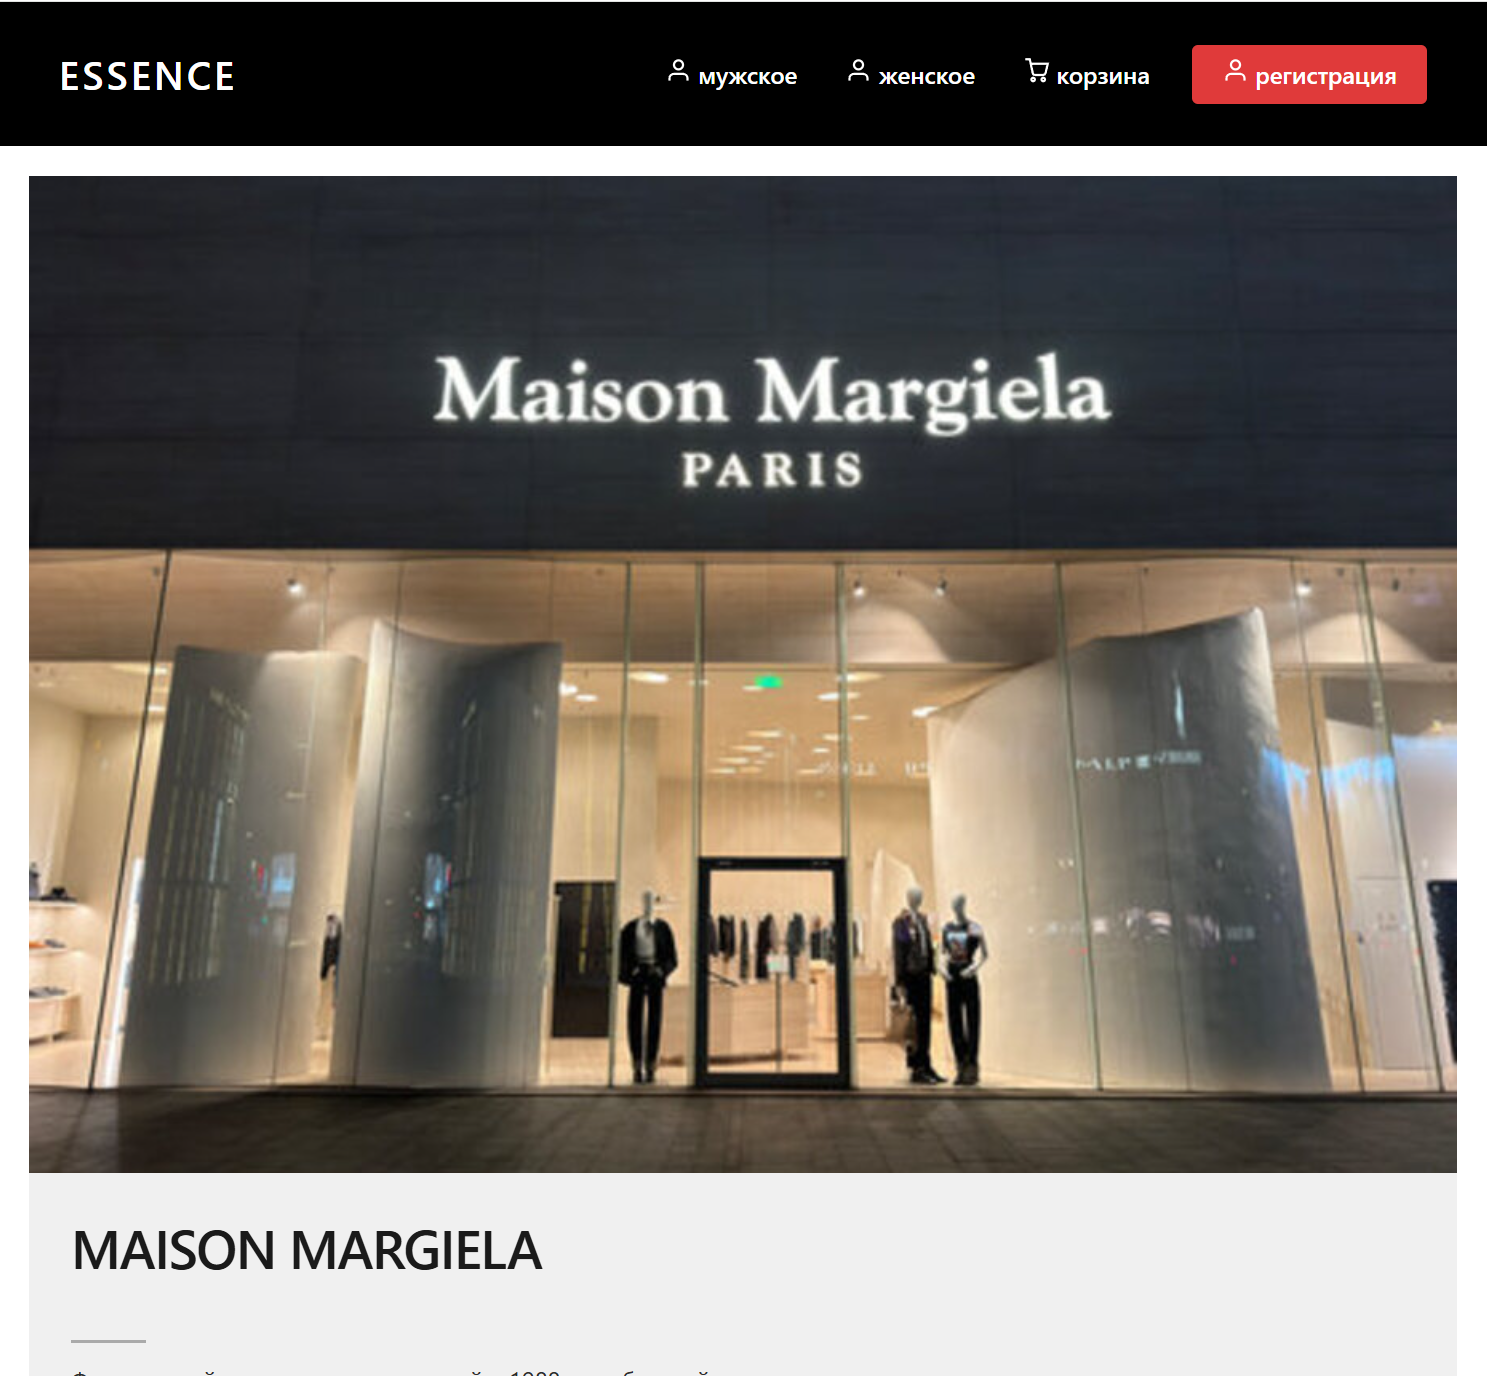 ESSENCE
мужское
женское
корзина
регистрация
Maison Margiela
PARIS
MAISON MARGIELA